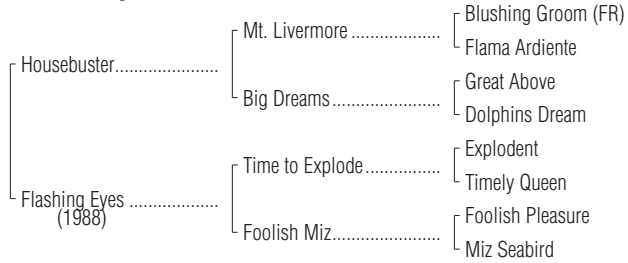 Blushing Groom (FR)
Mt. Livermore ..................
Flama Ardiente
Housebuster.....................
Great Above
Big Dreams ......................
Dolphins Dream
Explodent
Time to Explode...............
Timely Queen
Flashing Eyes ..................
(1988)
Foolish Pleasure
Foolish Miz......................
Miz Seabird